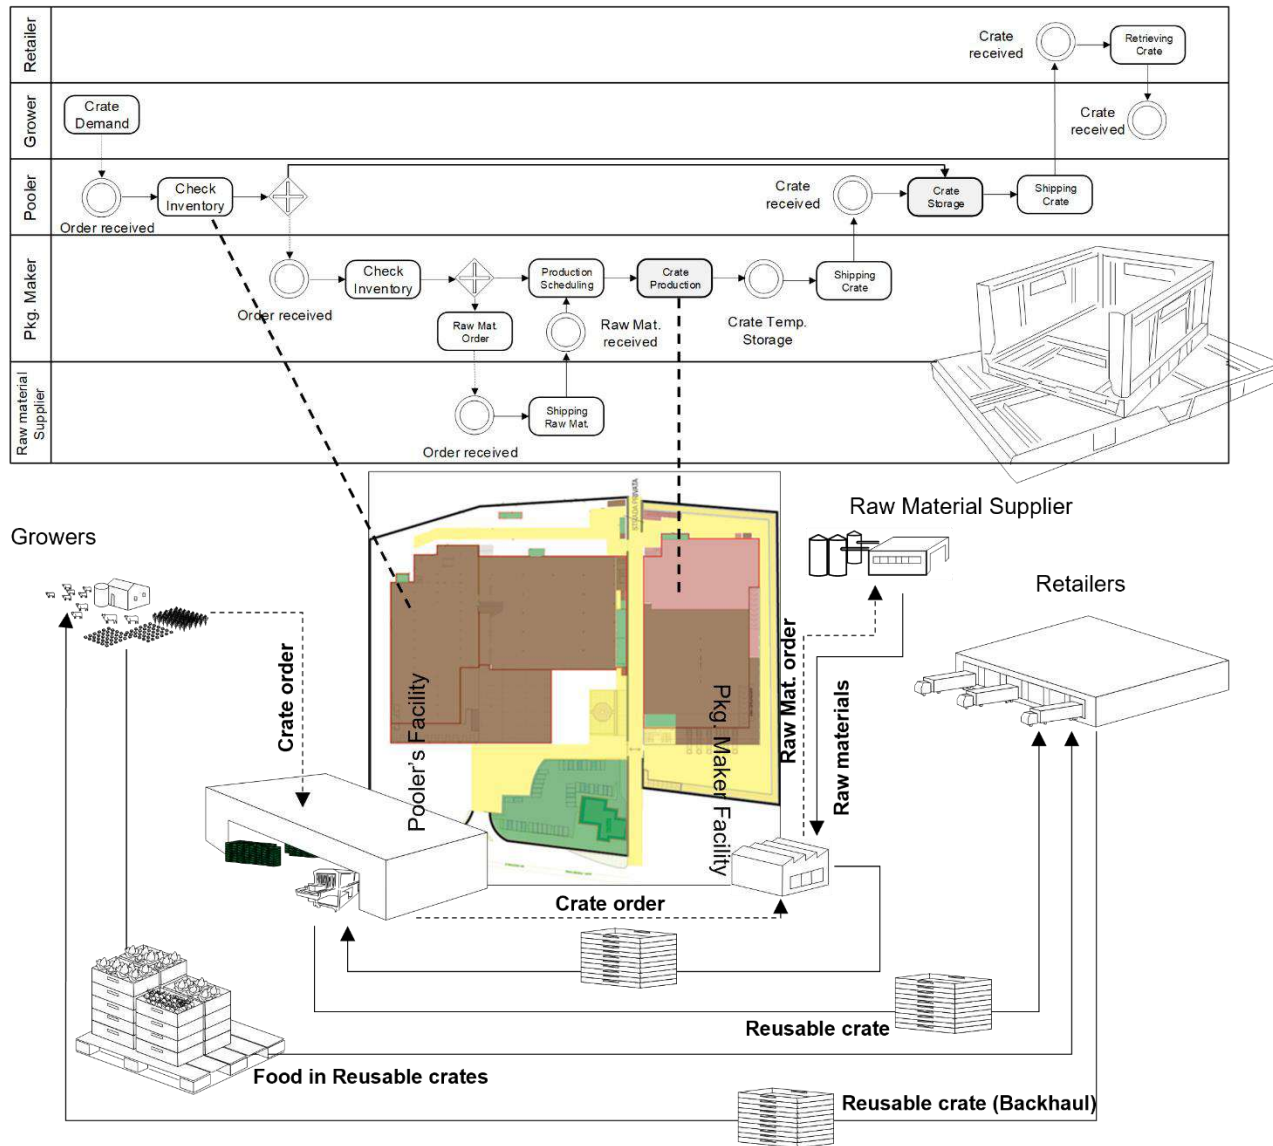 Retailer
Crate
received
Retrieving
Crate
Grower
Crate
Demand
Crate
received
Pooler
Order received
Check
Inventory
Crate
received
Crate
Storage
Shipping
Crate
Pkg. Maker
Order received
Check
Inventory
Raw Mat.
Order
Production
Scheduling
Raw Mat.
received
Crate
Production
Crate Temp.
Storage
Shipping
Crate
Raw material
Supplier
Order received
Shipping
Raw Mat.
STRADA PRIVATA
Growers
Raw Material Supplier
Retailers
Crate order
Pooler's Facility
Pkg. Maker Facility
Raw Mat. order
Raw materials
Crate order
Reusable crate
Food in Reusable crates
Reusable crate (Backhaul)